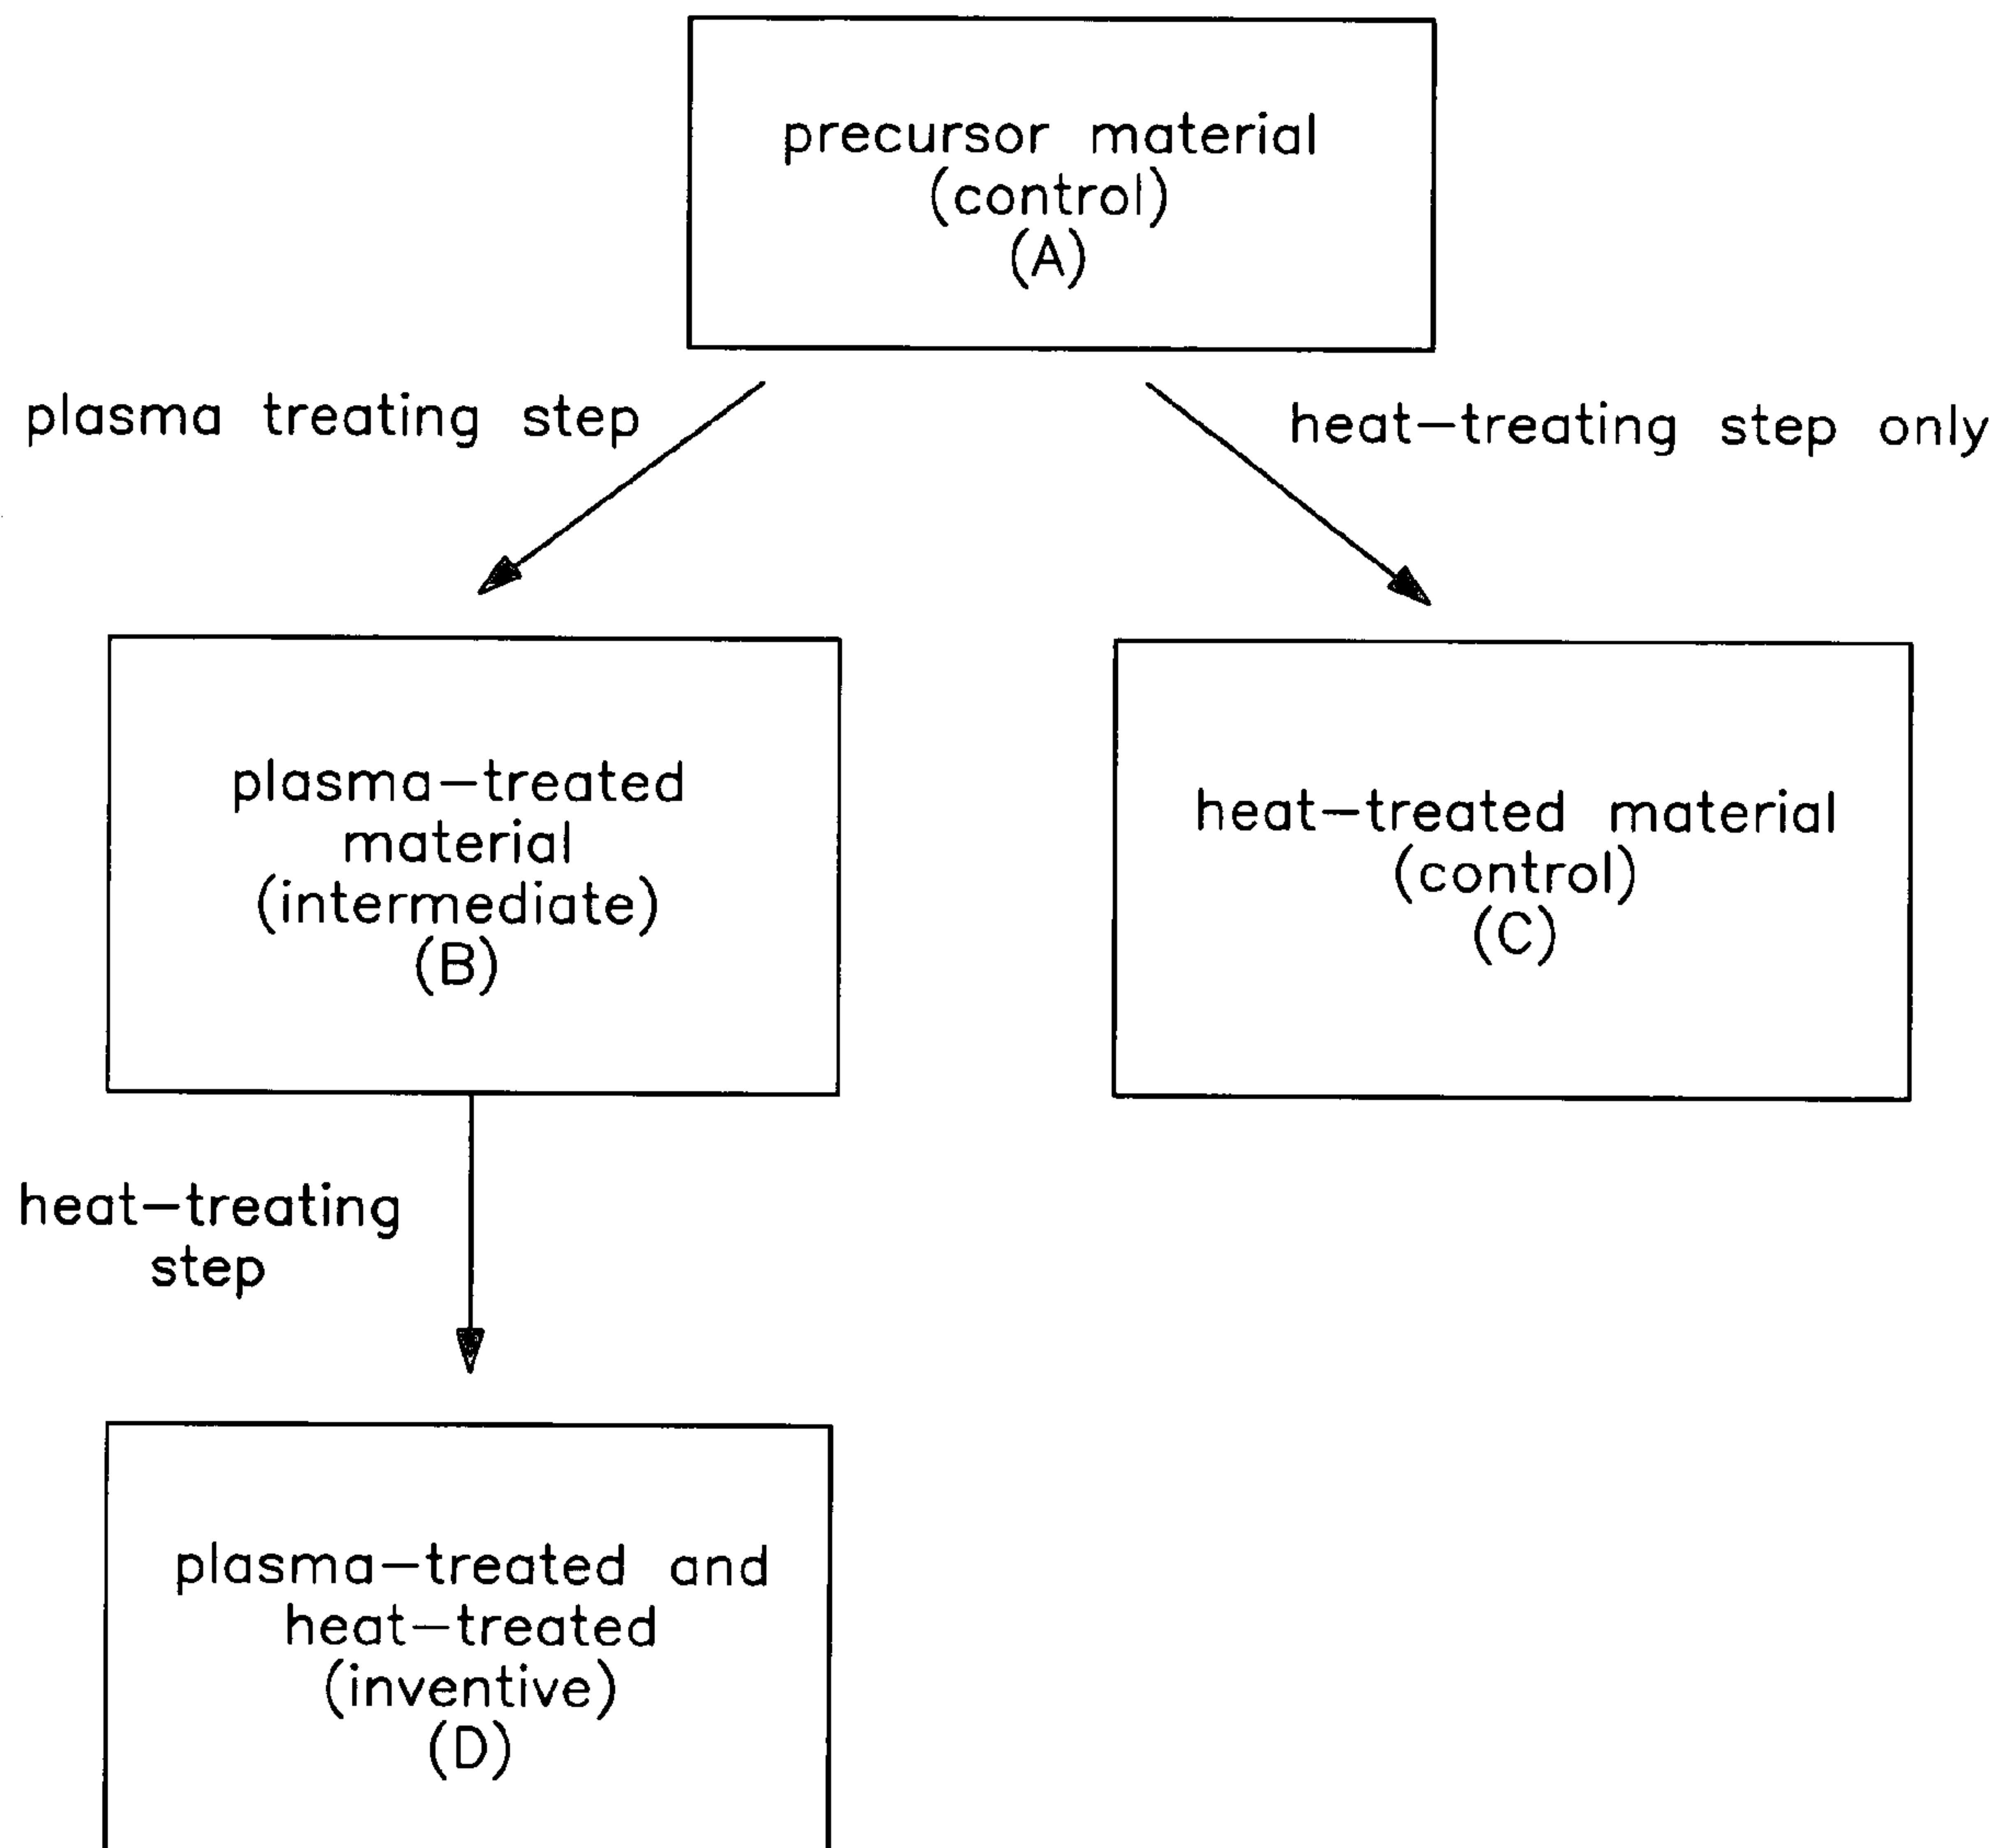 precursor material
(control)
(A)
plasma treating step
heat-treating step only
plasma-treated
material
(intermediate)
(B)
heat-treated material
(control)
(C)
heat-treating
step
plasma-treated and
heat-treated
(inventive)
(D)